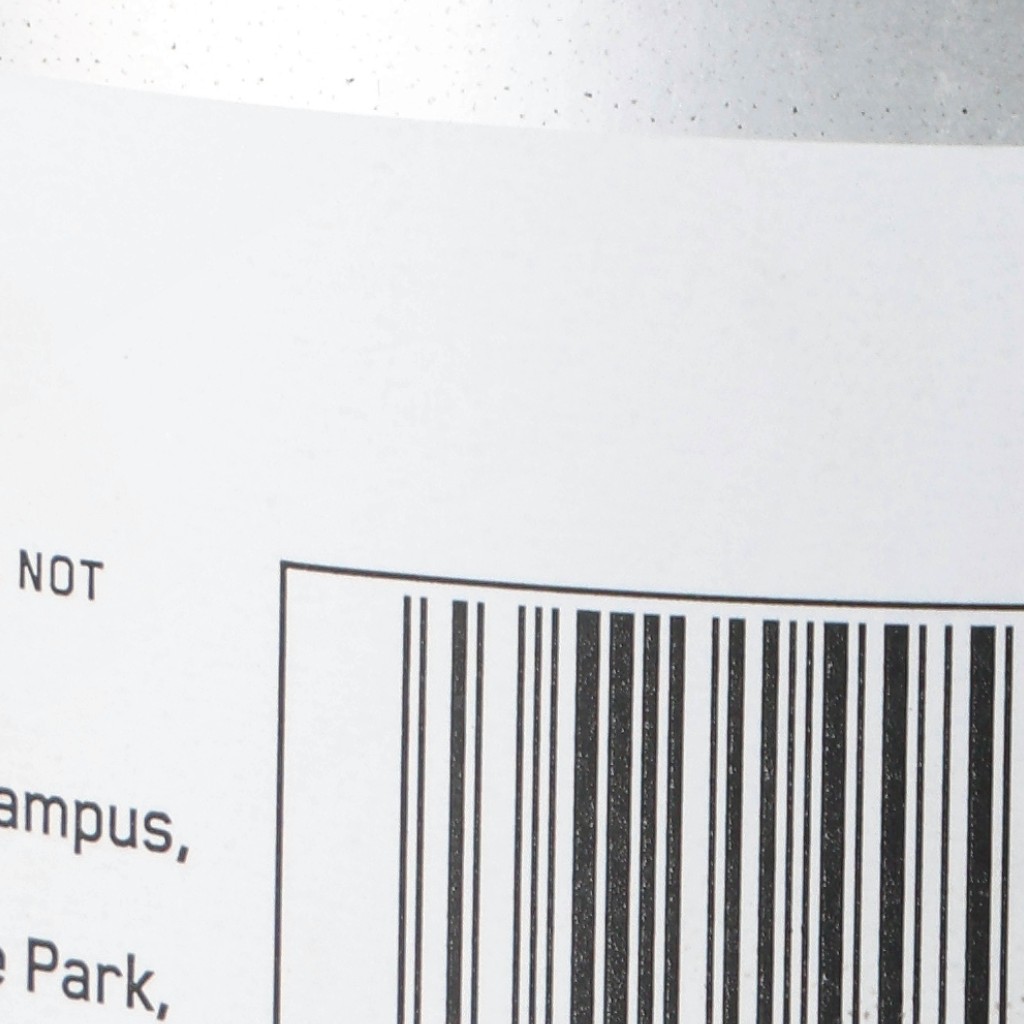 NOT
ampus,
e Park,